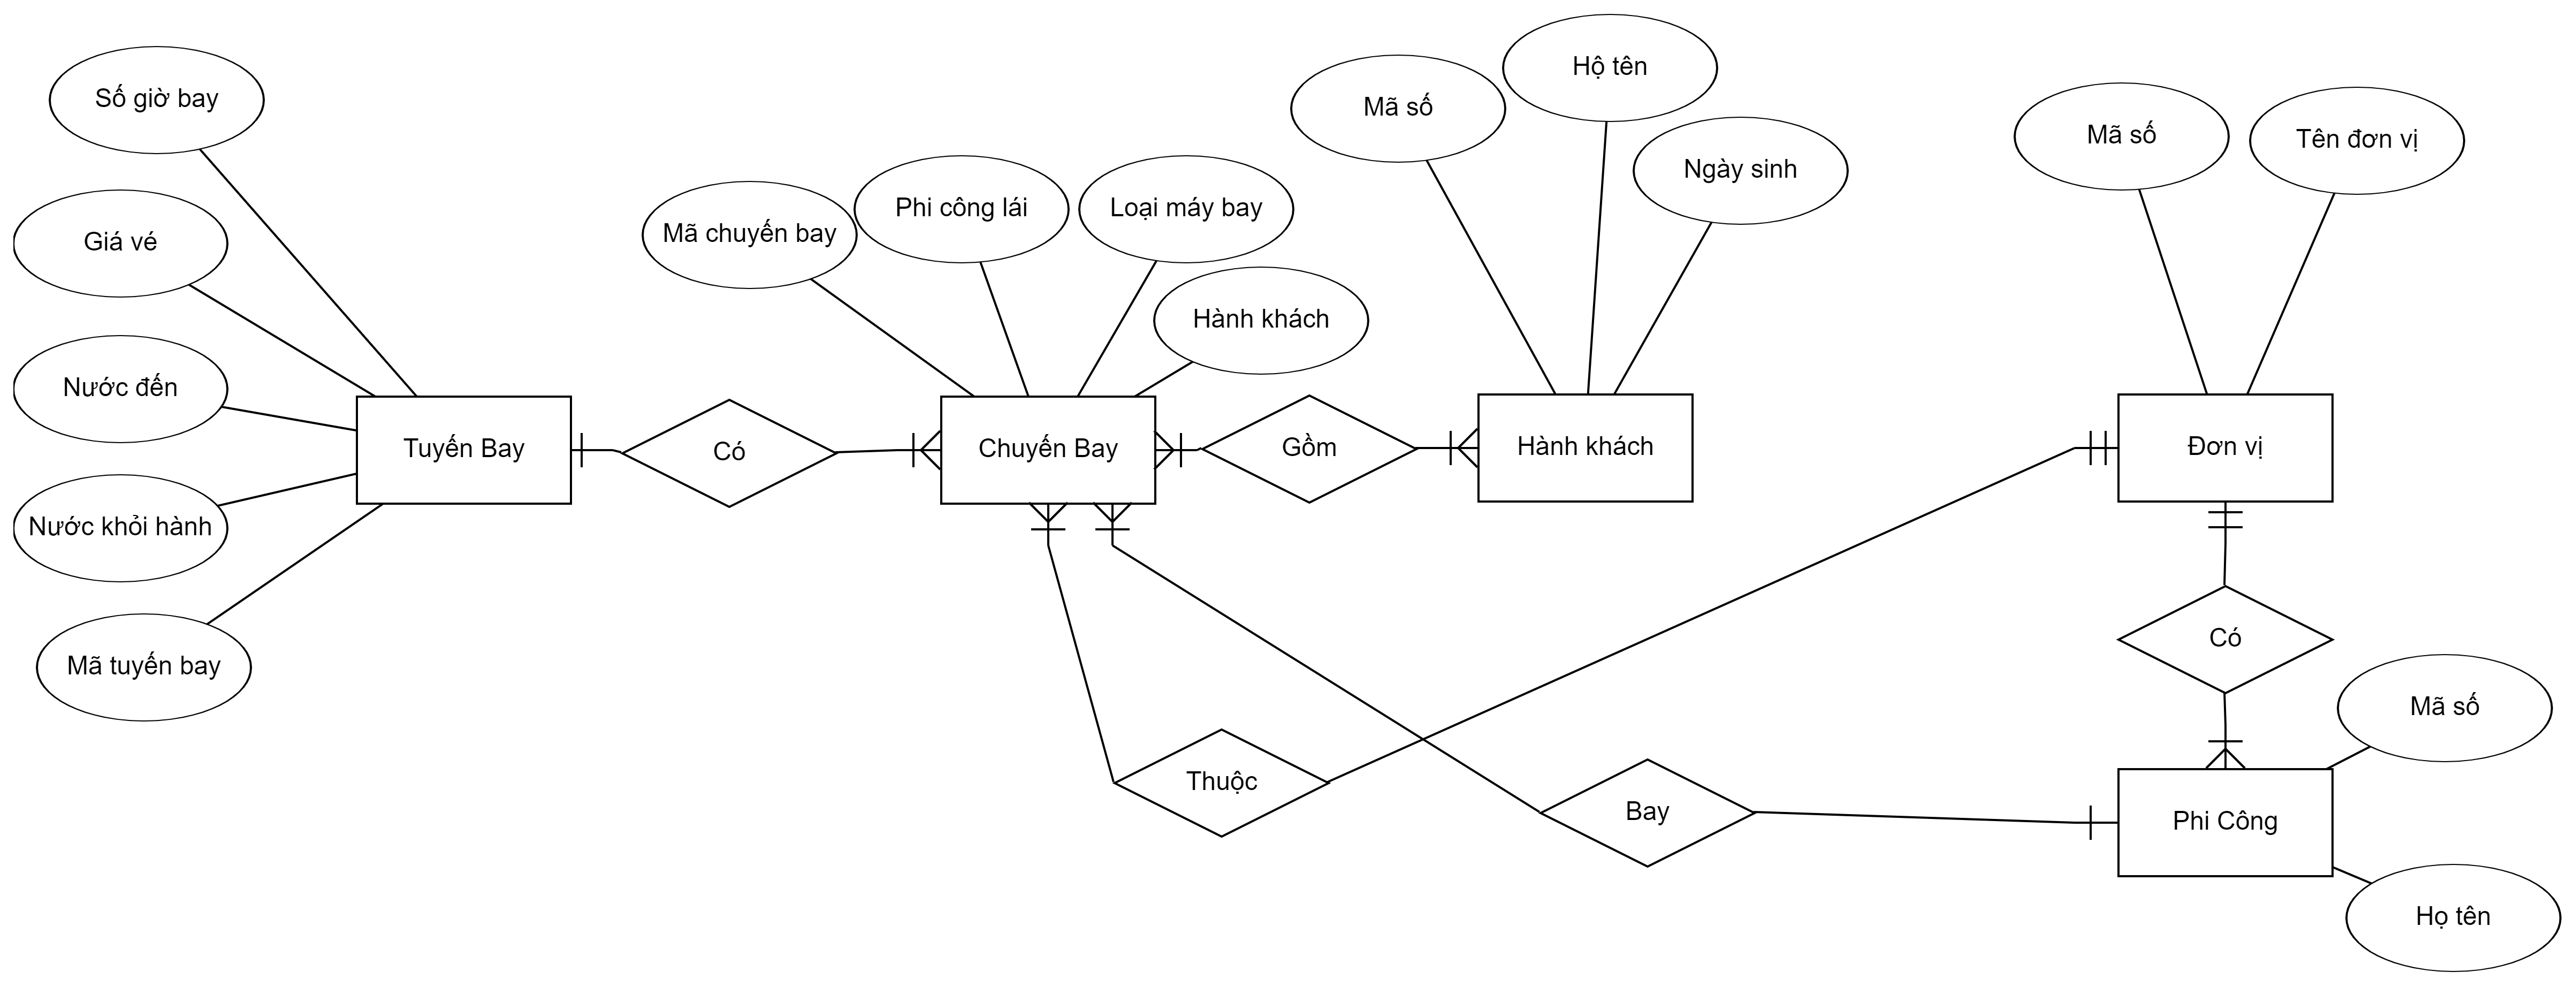 Hộ tên
Mã số
Số giờ bay
Mã số
Tên đơn vị
Ngày sinh
Phi công lái
Loại máy bay
Mã chuyến bay
Giá vé
Hành khách
Nước đến
Tuyến Bay
Có
Chuyến Bay
Gồm
Hành khách
Đơn vị
Nước khỏi hành
Có
Mã tuyến bay
Mã số
Thuộc
Bay
Phi Công
Họ tên